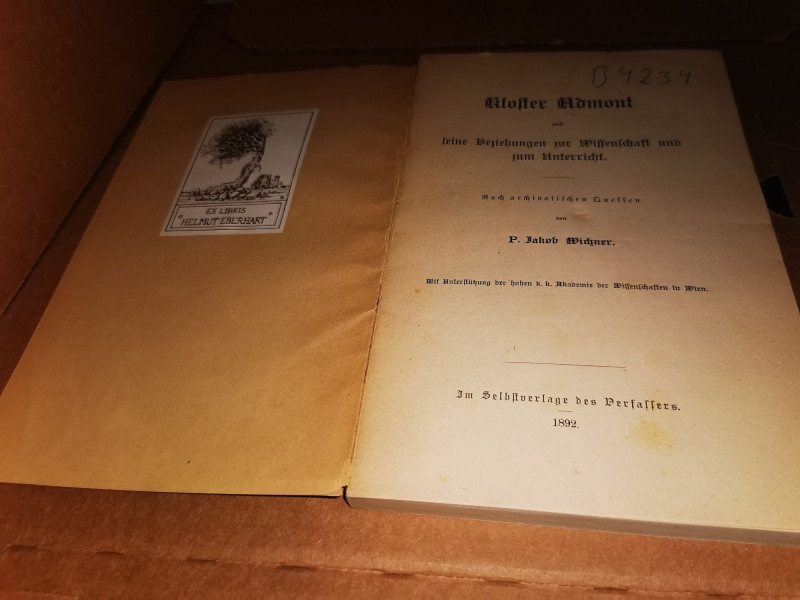 EX LIBRIS
HELMUT EBERHART
B 4234
Kloster Admont
und
seine Beziehungen zur Wissenschaft und
zum Unterricht.
Nach archivalischen Quellen
von
P. Jakob Wichner.
Mit Unterstützung der hohen k. k. Akademie der Wissenschaften in Wien.
Im Selbstverlage des Verfassers.
1892.